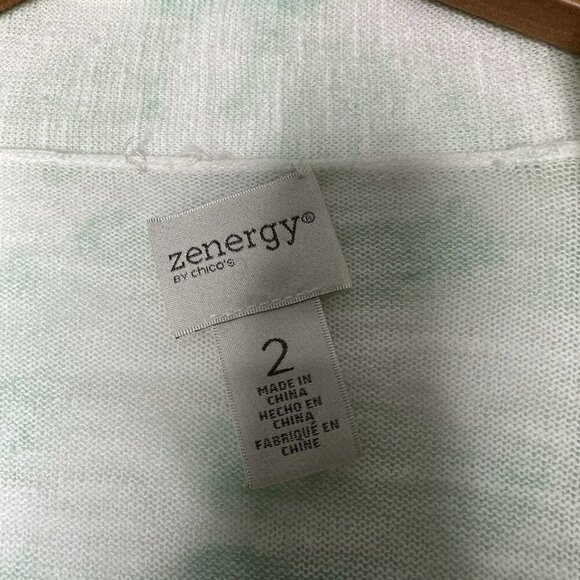 zenergy®
BY chico's
2
MADE IN
CHINA
HECHO EN
CHINA
FABRIQUÉ EN
CHINE